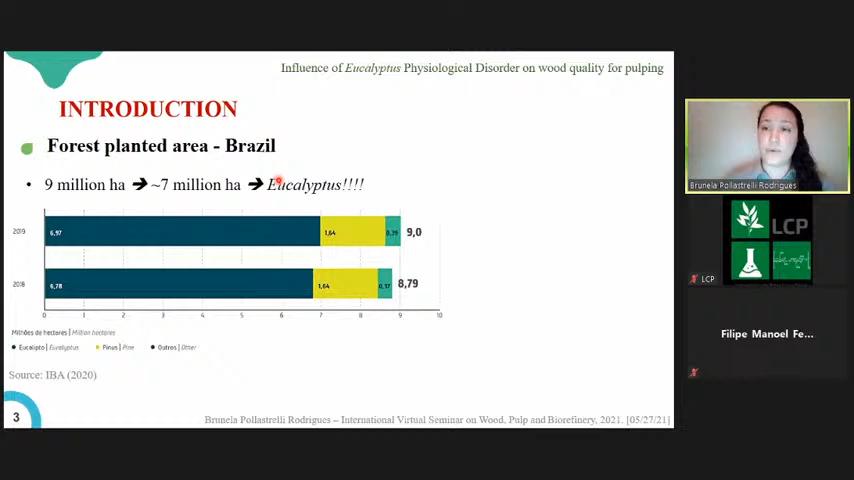 Influence of Eucalyptus Physiological Disorder on wood quality for pulping
INTRODUCTION
Forest planted area - Brazil
• 9 million ha ➔ ~7 million ha ➔ Eucalyptus!!!!
2019 6,97 1,64 0,39 9,0
2018 6,78 1,64 0,37 8,79
0 1 2 3 4 5 6 7 8 9 10
Milhões de hectares | Million hectares
Eucalipto | Eucalyptus Pinus | Pine Outros | Other
Source: IBA (2020)
3
Brunela Pollastrelli Rodrigues – International Virtual Seminar on Wood, Pulp and Biorefinery, 2021. [05/27/21]
Brunela Pollastrelli Rodrigues
LCP
LCP
Filipe Manoel Fe...